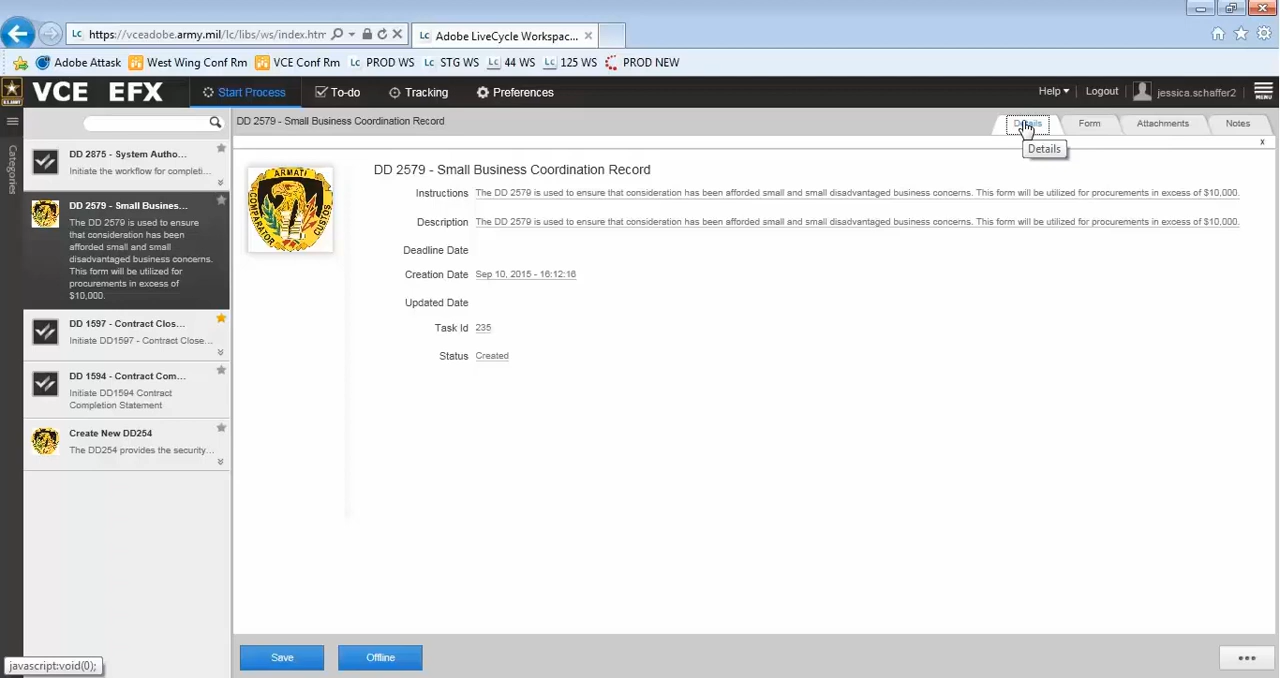 https://vceadobe.army.mil/lc/libs/ws/index.htm
LC Adobe LiveCycle Workspac... ×
Adobe Attask West Wing Conf Rm VCE Conf Rm LC PROD WS LC STG WS LC 44 WS LC 125 WS PROD NEW
VCE EFX Start Process To-do Tracking Preferences Help Logout jessica.schaffer2 MENU
DD 2579 - Small Business Coordination Record Details Form Attachments Notes
x
Details
Categories
DD 2875 - System Autho...
Initiate the workflow for completi...
DD 2579 - Small Busines...
The DD 2579 is used to ensure
that consideration has been
afforded small and small
disadvantaged business concerns.
This form will be utilized for
procurements in excess of
$10,000.
DD 1597 - Contract Clos...
Initiate DD1597 - Contract Close...
DD 1594 - Contract Com...
Initiate DD1594 Contract
Completion Statement
Create New DD254
The DD254 provides the security...
DD 2579 - Small Business Coordination Record
Instructions The DD 2579 is used to ensure that consideration has been afforded small and small disadvantaged business concerns. This form will be utilized for procurements in excess of $10,000.
Description The DD 2579 is used to ensure that consideration has been afforded small and small disadvantaged business concerns. This form will be utilized for procurements in excess of $10,000.
Deadline Date
Creation Date Sep 10, 2015 - 16:12:16
Updated Date
Task Id 235
Status Created
ARMATI
COMPARATOR
CUSTOS
Save Offline •••
javascript:void(0);